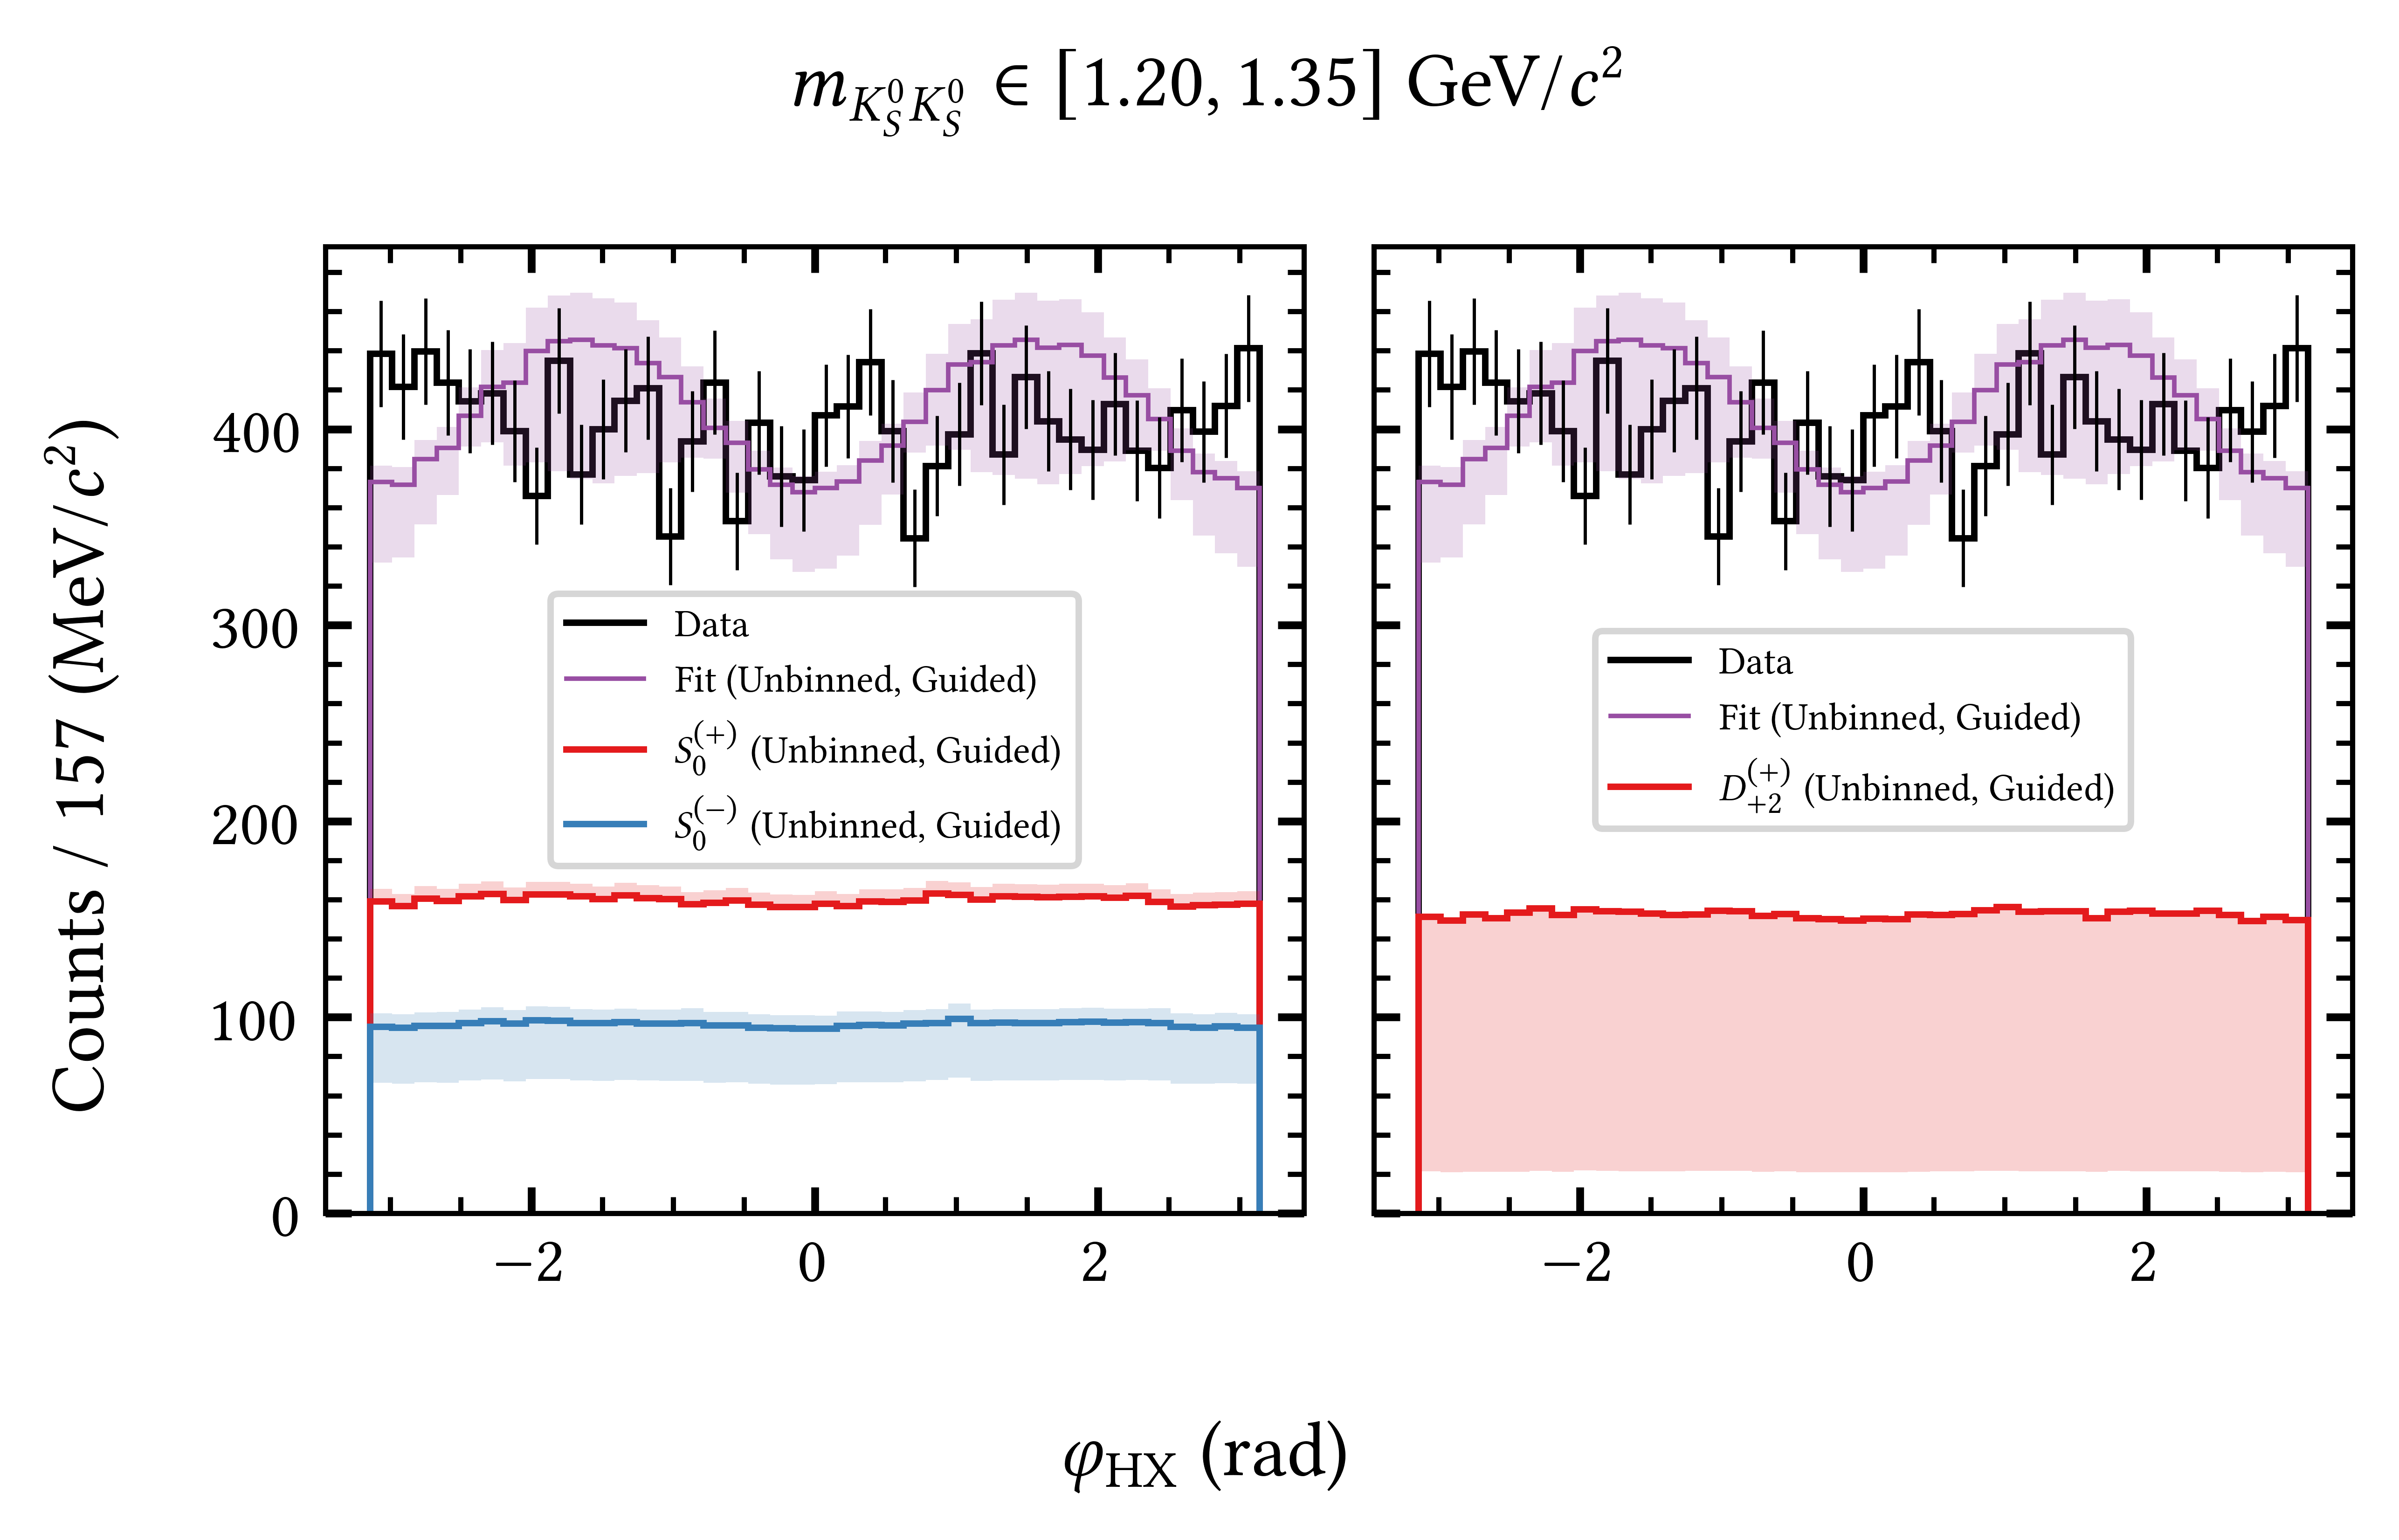 m_{K_S^0 K_S^0} ∈ [1.20, 1.35] GeV/c²
Counts / 157 (MeV/c²)
400
300
200
100
0
Data
Fit (Unbinned, Guided)
S_0^{(+)} (Unbinned, Guided)
S_0^{(−)} (Unbinned, Guided)
Data
Fit (Unbinned, Guided)
D_{+2}^{(+)} (Unbinned, Guided)
−2 0 2
−2 0 2
φ_{HX} (rad)